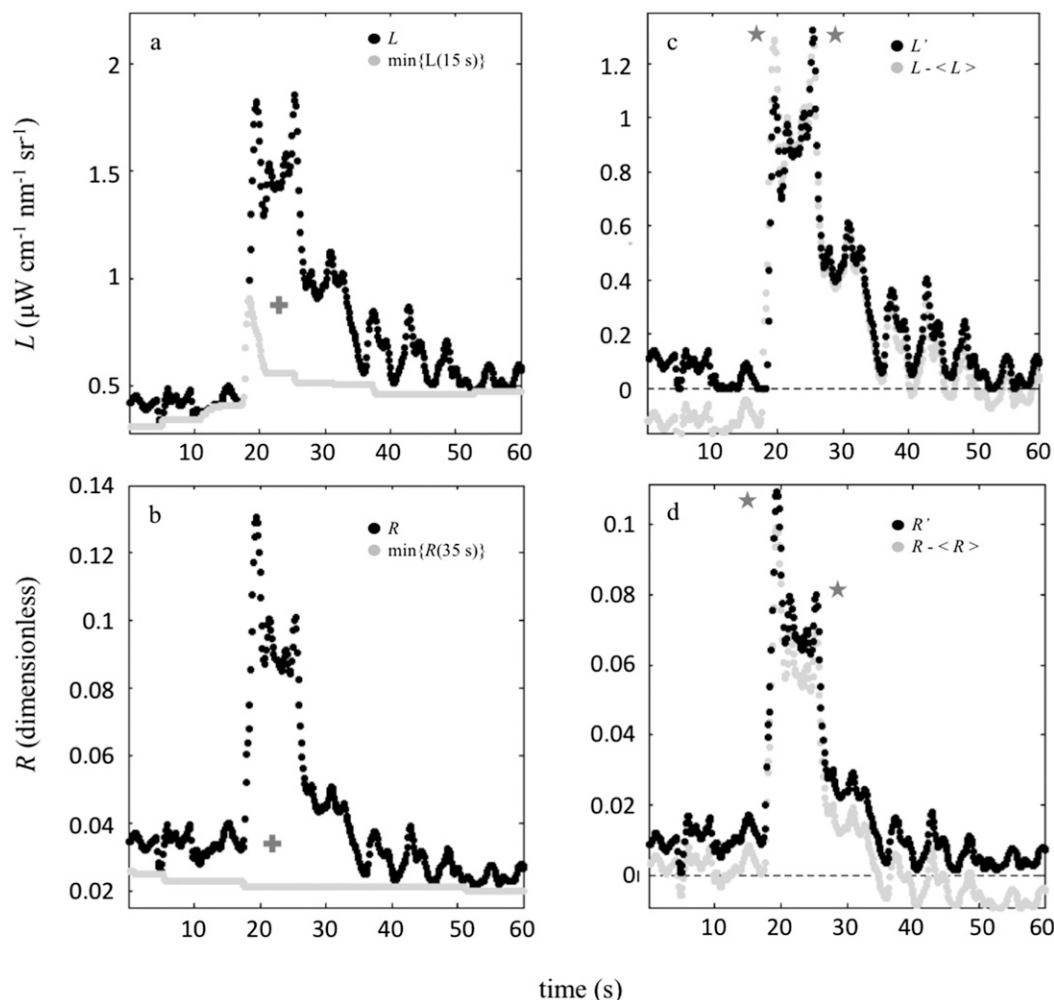 a
L
min{L(15 s)}
2
1.5
1
0.5
10 20 30 40 50 60
L (µW cm⁻¹ nm⁻¹ sr⁻¹)
c
L’
L - < L >
1.2
1
0.8
0.6
0.4
0.2
0
10 20 30 40 50 60
b
R
min{R(35 s)}
0.14
0.12
0.1
0.08
0.06
0.04
0.02
10 20 30 40 50 60
R (dimensionless)
d
R’
R - < R >
0.1
0.08
0.06
0.04
0.02
0
10 20 30 40 50 60
time (s)